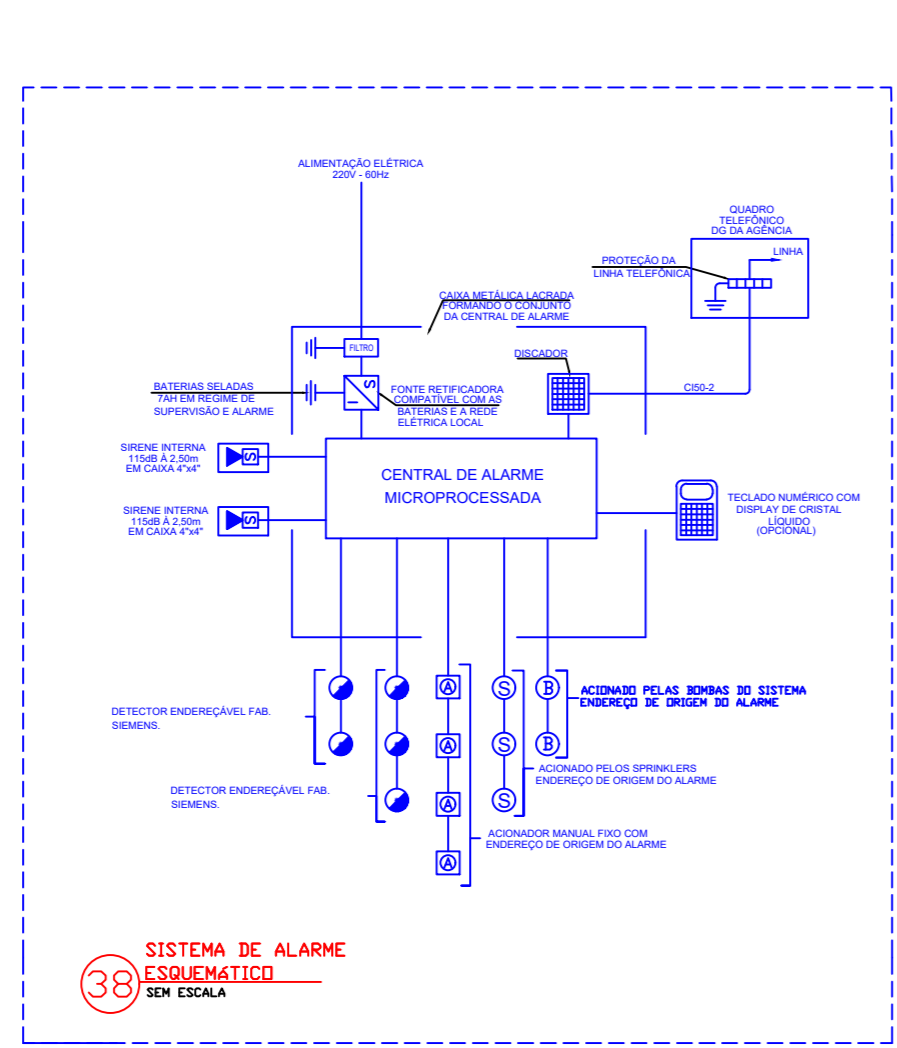 ALIMENTAÇÃO ELÉTRICA
220V - 60Hz
QUADRO
TELEFÔNICO
DG DA AGÊNCIA
LINHA
PROTEÇÃO DA
LINHA TELEFÔNICA
CAIXA METÁLICA LACRADA
FORMANDO O CONJUNTO
DA CENTRAL DE ALARME
FILTRO
DISCADOR
S
I
BATERIAS SELADAS
7AH EM REGIME DE
SUPERVISÃO E ALARME
FONTE RETIFICADORA
COMPATÍVEL COM AS
BATERIAS E A REDE
ELÉTRICA LOCAL
CI50-2
SIRENE INTERNA
115dB À 2,50m
EM CAIXA 4"x4"
S
CENTRAL DE ALARME
MICROPROCESSADA
SIRENE INTERNA
115dB À 2,50m
EM CAIXA 4"x4"
S
TECLADO NUMÉRICO COM
DISPLAY DE CRISTAL
LÍQUIDO
(OPCIONAL)
A
S
B
ACIONADO PELAS BOMBAS DO SISTEMA
ENDEREÇO DE ORIGEM DO ALARME
DETECTOR ENDEREÇÁVEL FAB.
SIEMENS.
A
S
B
ACIONADO PELOS SPRINKLERS
ENDEREÇO DE ORIGEM DO ALARME
DETECTOR ENDEREÇÁVEL FAB.
SIEMENS.
A
S
ACIONADOR MANUAL FIXO COM
ENDEREÇO DE ORIGEM DO ALARME
A
38
SISTEMA DE ALARME
ESQUEMÁTICO
SEM ESCALA